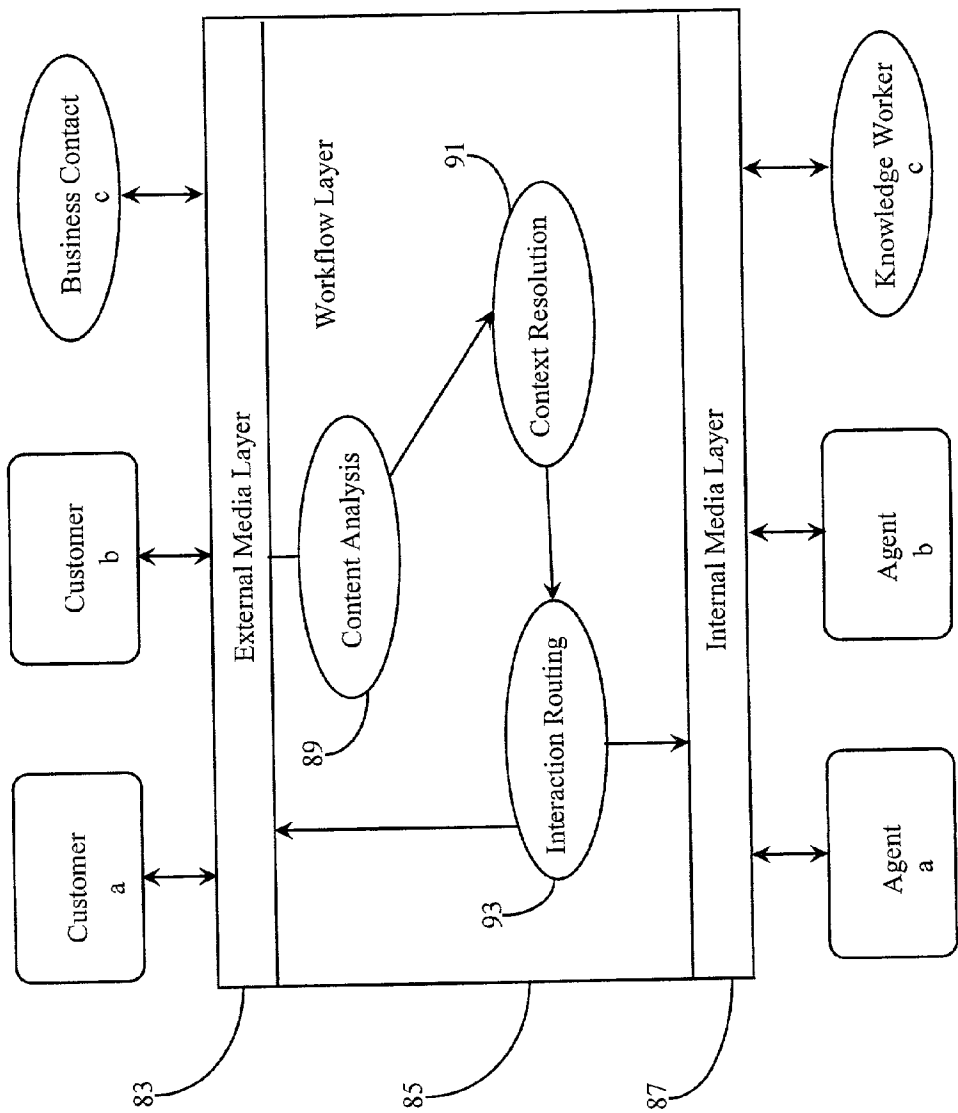 Customer
a
Customer
b
Business Contact
c
83
External Media Layer
Workflow Layer
89
Content Analysis
91
Context Resolution
85
93
Interaction Routing
87
Internal Media Layer
Agent
a
Agent
b
Knowledge Worker
c